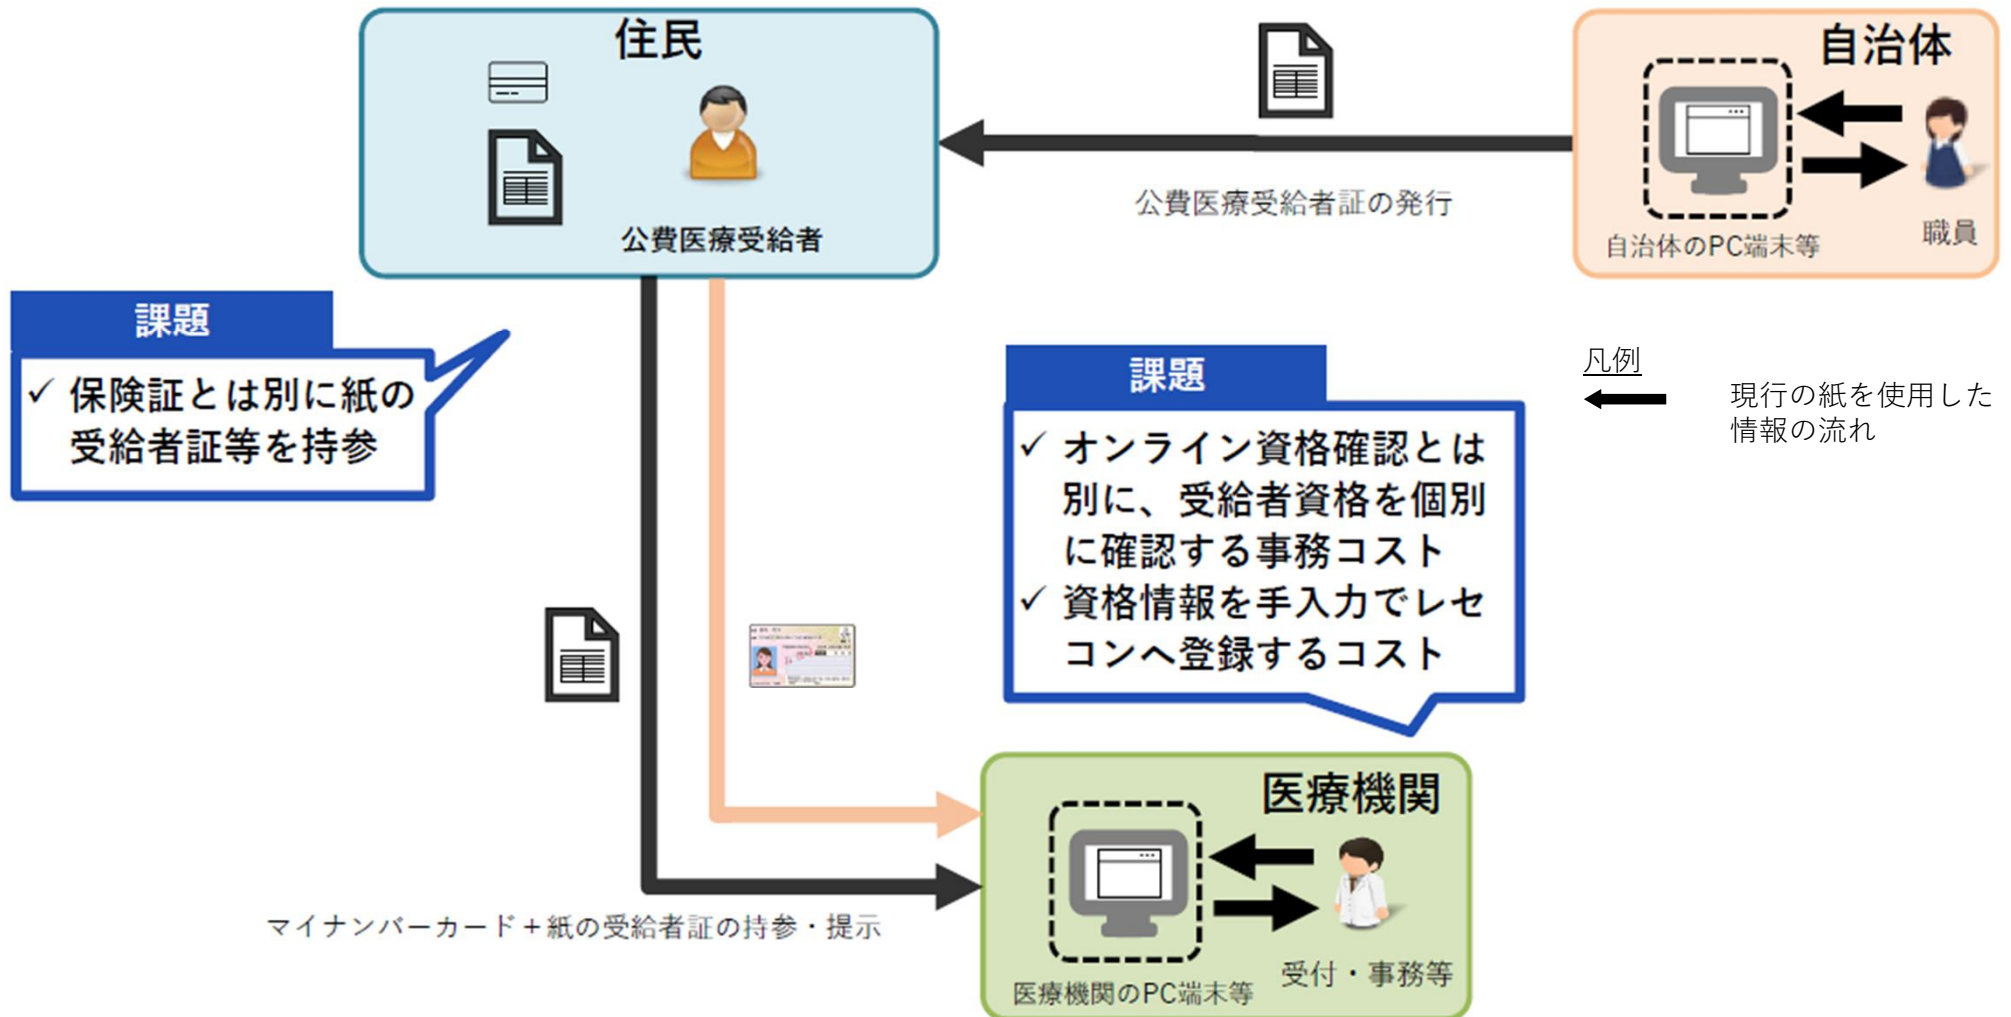 住民
公費医療受給者
公費医療受給者証の発行
自治体
自治体のPC端末等
職員
課題
✓ 保険証とは別に紙の
受給者証等を持参
課題
✓ オンライン資格確認とは
別に、受給者資格を個別
に確認する事務コスト
✓ 資格情報を手入力でレセ
コンへ登録するコスト
凡例
現行の紙を使用した
情報の流れ
マイナンバーカード＋紙の受給者証の持参・提示
医療機関
医療機関のPC端末等
受付・事務等